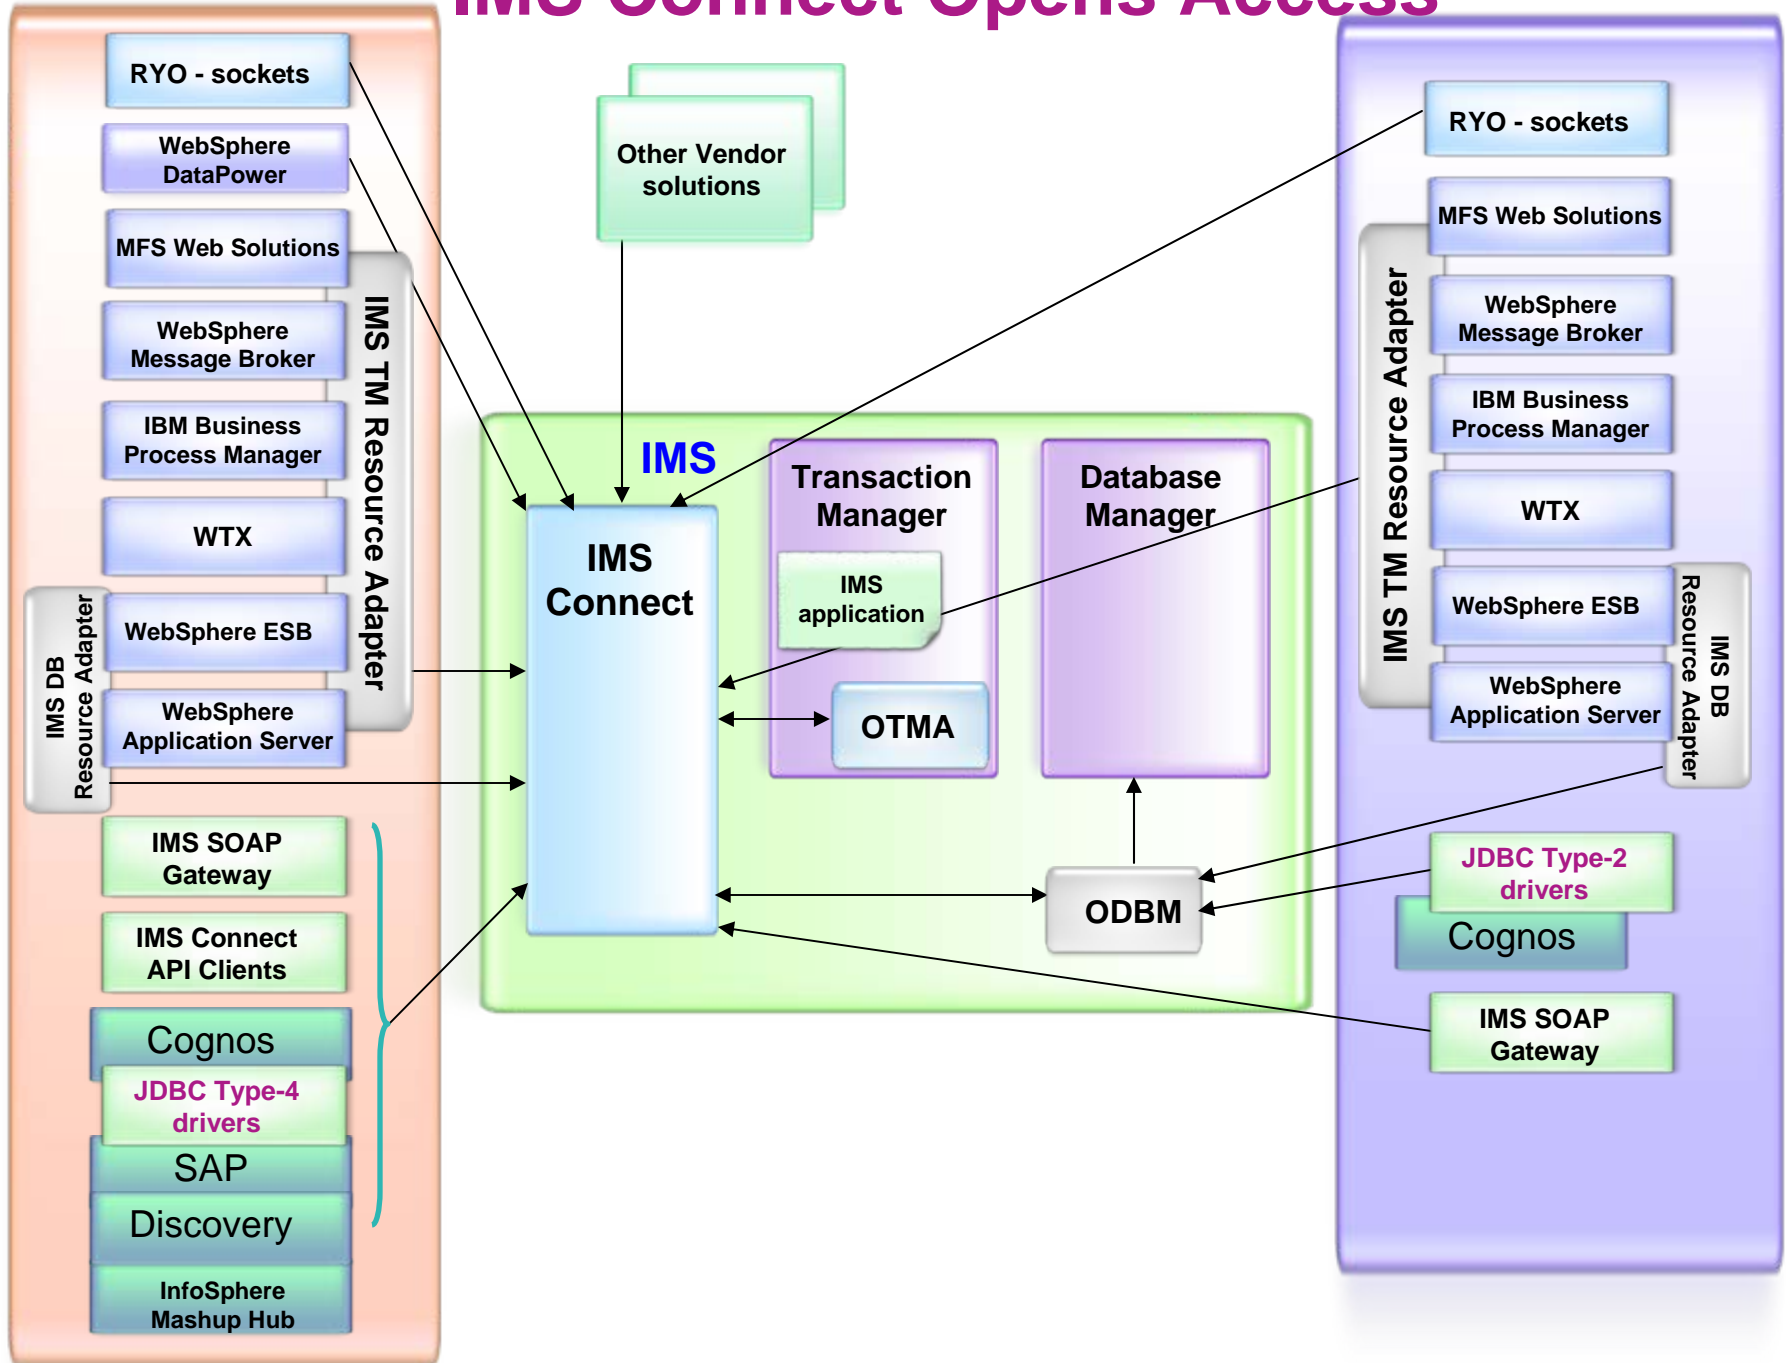 IMS Connect Opens Access
RYO - sockets
WebSphere
DataPower
MFS Web Solutions
WebSphere
Message Broker
IBM Business
Process Manager
WTX
WebSphere ESB
WebSphere
Application Server
IMS TM Resource Adapter
IMS DB
Resource Adapter
IMS SOAP
Gateway
IMS Connect
API Clients
Cognos
JDBC Type-4
drivers
SAP
Discovery
InfoSphere
Mashup Hub
Other Vendor
solutions
IMS
IMS
Connect
Transaction
Manager
IMS
application
OTMA
Database
Manager
ODBM
RYO - sockets
MFS Web Solutions
WebSphere
Message Broker
IBM Business
Process Manager
WTX
WebSphere ESB
WebSphere
Application Server
IMS TM Resource Adapter
IMS DB
Resource Adapter
JDBC Type-2
drivers
Cognos
IMS SOAP
Gateway